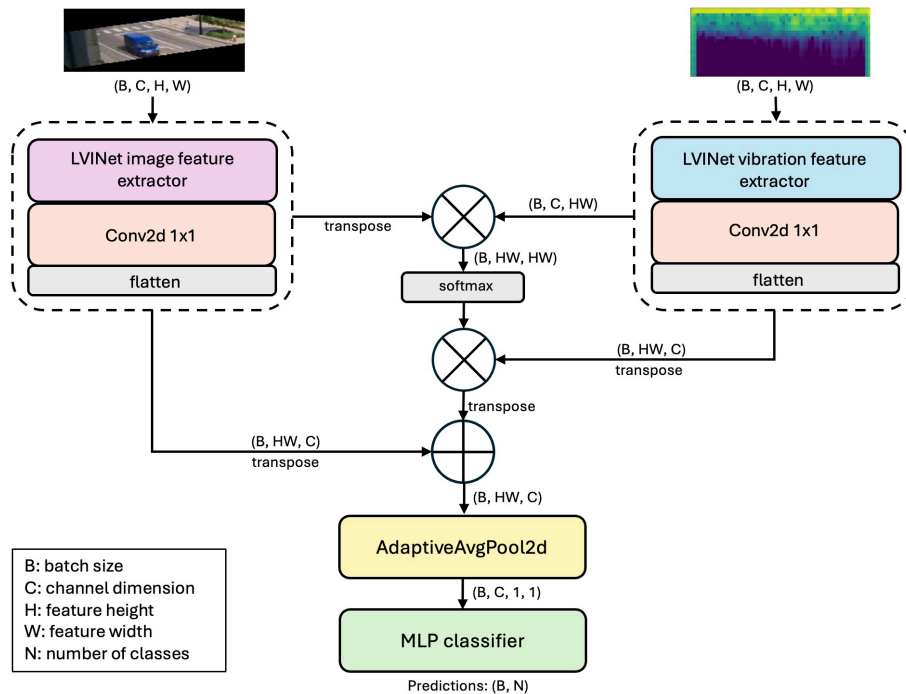 (B, C, H, W)
(B, C, H, W)
LVINet image feature
extractor
Conv2d 1x1
flatten
LVINet vibration feature
extractor
Conv2d 1x1
flatten
transpose
(B, C, HW)
(B, HW, HW)
softmax
(B, HW, C)
transpose
transpose
(B, HW, C)
transpose
(B, HW, C)
AdaptiveAvgPool2d
(B, C, 1, 1)
MLP classifier
Predictions: (B, N)
B: batch size
C: channel dimension
H: feature height
W: feature width
N: number of classes